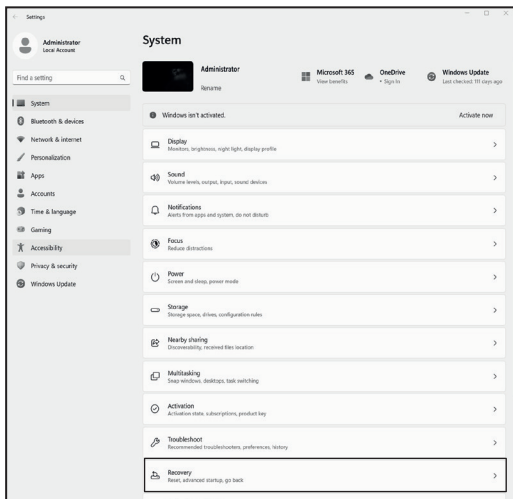 Settings
Administrator
Local Account
Find a setting
System
Bluetooth & devices
Network & internet
Personalization
Apps
Accounts
Time & language
Gaming
Accessibility
Privacy & security
Windows Update
System
Administrator
Rename
Microsoft 365
View benefits
OneDrive
• Sign In
Windows Update
Last checked: 111 days ago
Windows isn't activated.
Activate now
Display
Monitors, brightness, night light, display profile
Sound
Volume levels, output, input, sound devices
Notifications
Alerts from apps and system, do not disturb
Focus
Reduce distractions
Power
Screen and sleep, power mode
Storage
Storage space, drives, configuration rules
Nearby sharing
Discoverability, received files location
Multitasking
Snap windows, desktops, task switching
Activation
Activation state, subscriptions, product key
Troubleshoot
Recommended troubleshooters, preferences, history
Recovery
Reset, advanced startup, go back